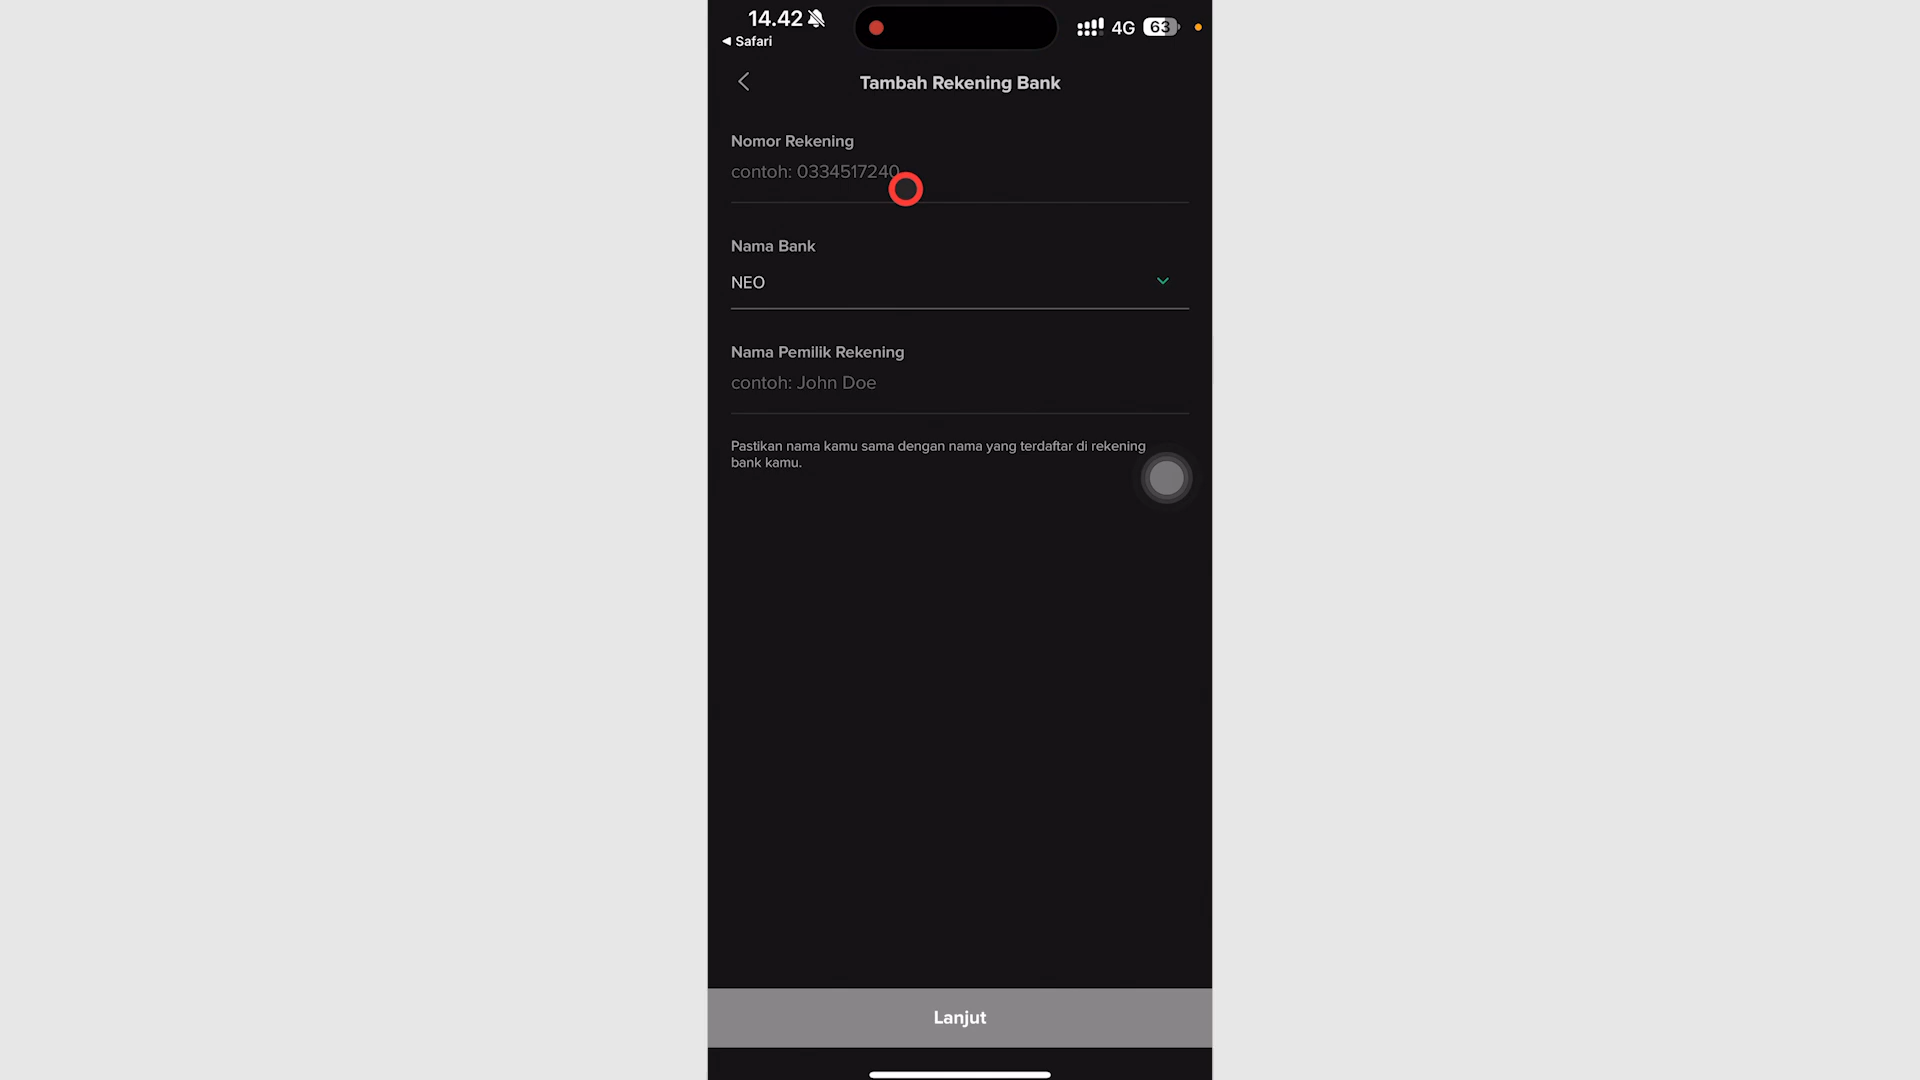 14.42
4G 63
◀ Safari
Tambah Rekening Bank
Nomor Rekening
contoh: 0334517240
Nama Bank
NEO
Nama Pemilik Rekening
contoh: John Doe
Pastikan nama kamu sama dengan nama yang terdaftar di rekening
bank kamu.
Lanjut